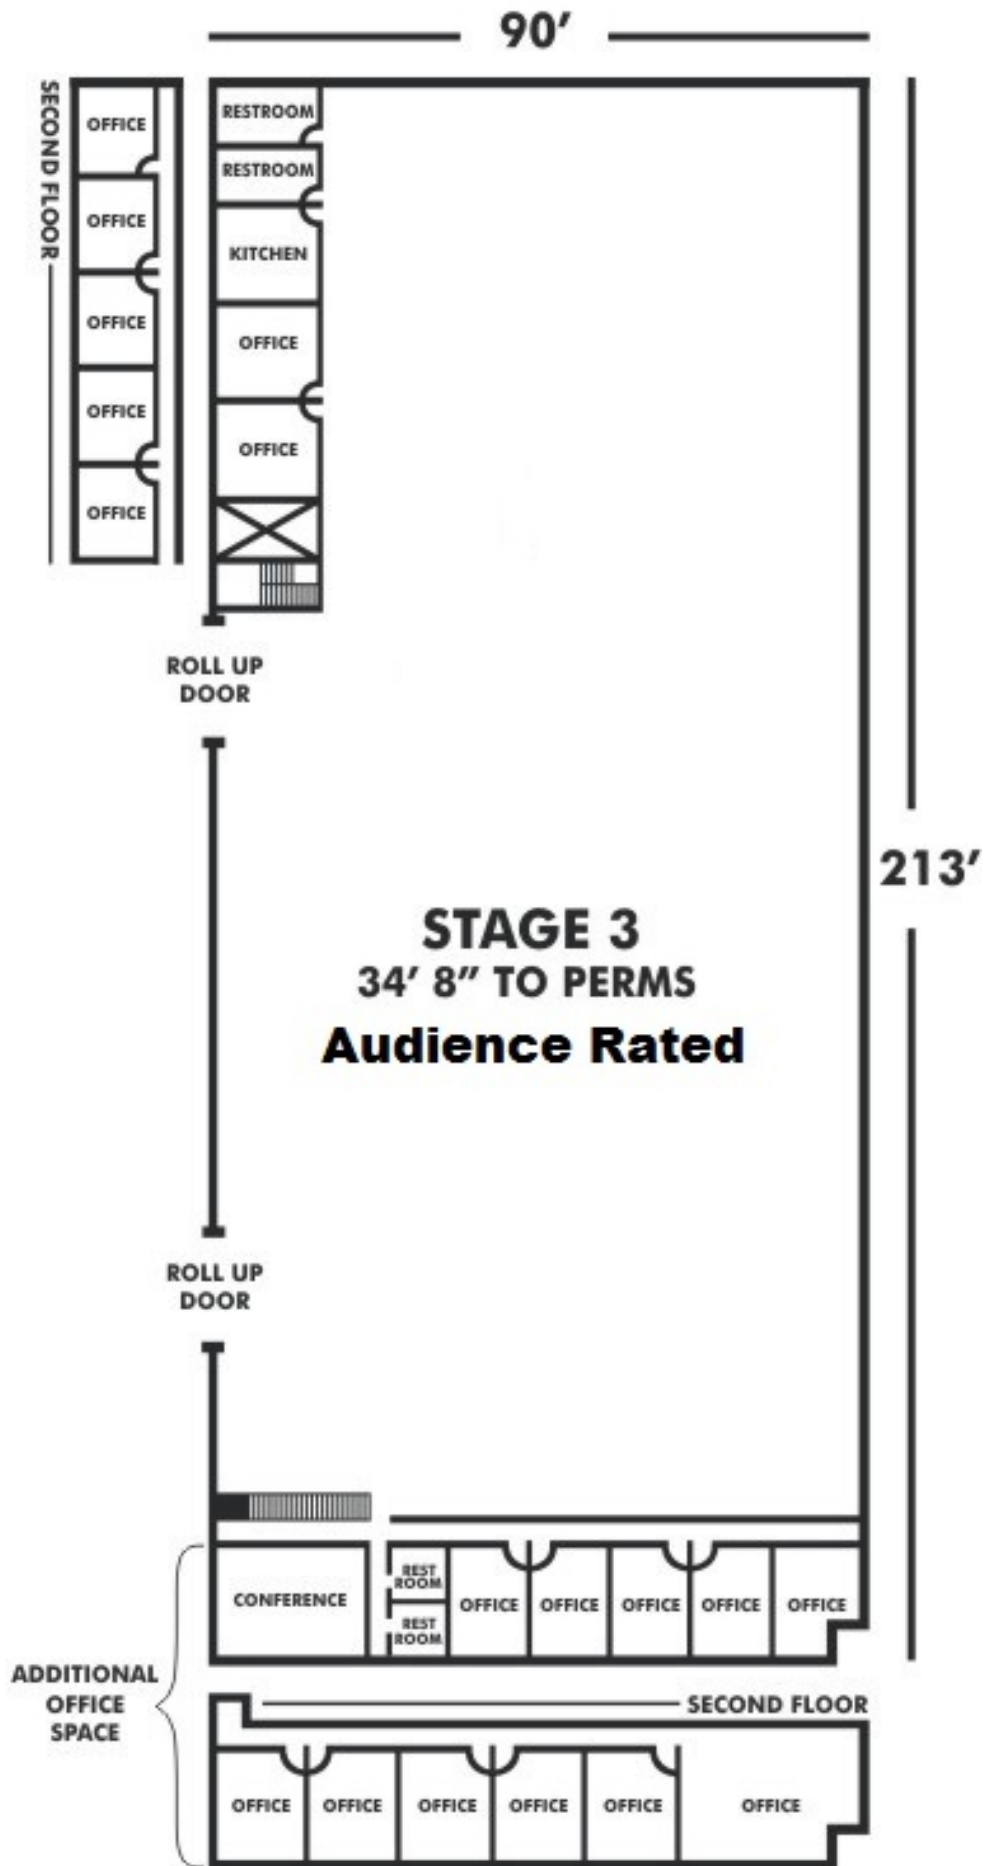 90′
SECOND FLOOR
OFFICE
OFFICE
OFFICE
OFFICE
OFFICE
RESTROOM
RESTROOM
KITCHEN
OFFICE
OFFICE
ROLL UP
DOOR
213′
STAGE 3
34′ 8″ TO PERMS
Audience Rated
ROLL UP
DOOR
CONFERENCE
REST
ROOM
REST
ROOM
OFFICE
OFFICE
OFFICE
OFFICE
OFFICE
ADDITIONAL
OFFICE
SPACE
SECOND FLOOR
OFFICE
OFFICE
OFFICE
OFFICE
OFFICE
OFFICE